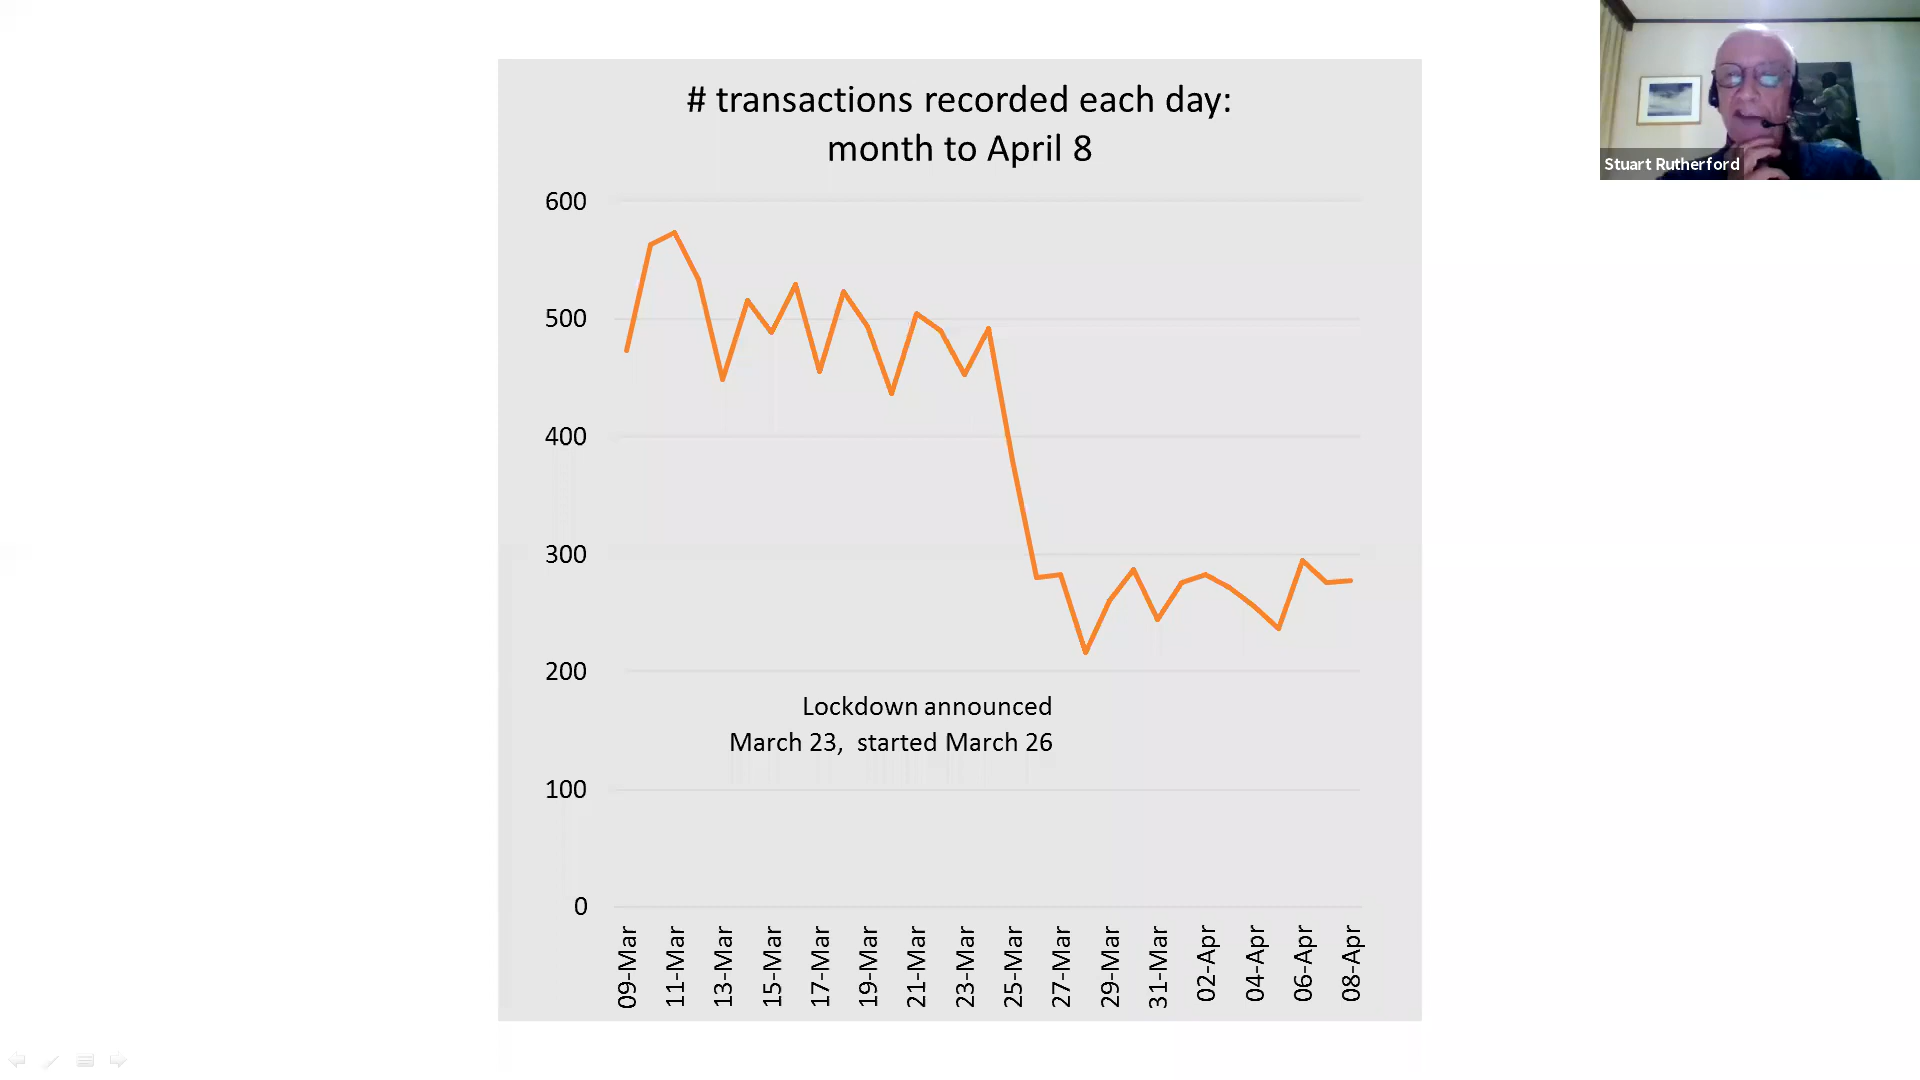 # transactions recorded each day:
month to April 8
600
500
400
300
200
100
0
Lockdown announced
March 23, started March 26
09-Mar
11-Mar
13-Mar
15-Mar
17-Mar
19-Mar
21-Mar
23-Mar
25-Mar
27-Mar
29-Mar
31-Mar
02-Apr
04-Apr
06-Apr
08-Apr
Stuart Rutherford